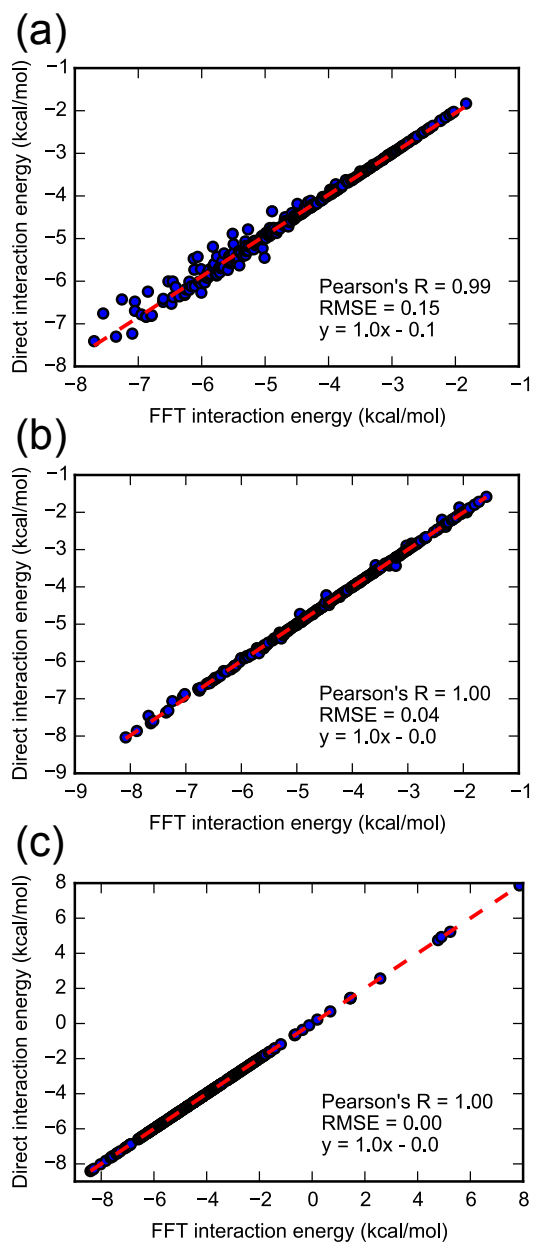 (a)
−1
−2
−3
−4
−5
−6
−7
−8
Direct interaction energy (kcal/mol)
Pearson's R = 0.99
RMSE = 0.15
y = 1.0x - 0.1
−8 −7 −6 −5 −4 −3 −2 −1
FFT interaction energy (kcal/mol)
(b)
−1
−2
−3
−4
−5
−6
−7
−8
−9
Direct interaction energy (kcal/mol)
Pearson's R = 1.00
RMSE = 0.04
y = 1.0x - 0.0
−9 −8 −7 −6 −5 −4 −3 −2 −1
FFT interaction energy (kcal/mol)
(c)
8
6
4
2
0
−2
−4
−6
−8
Direct interaction energy (kcal/mol)
Pearson's R = 1.00
RMSE = 0.00
y = 1.0x - 0.0
−8 −6 −4 −2 0 2 4 6 8
FFT interaction energy (kcal/mol)